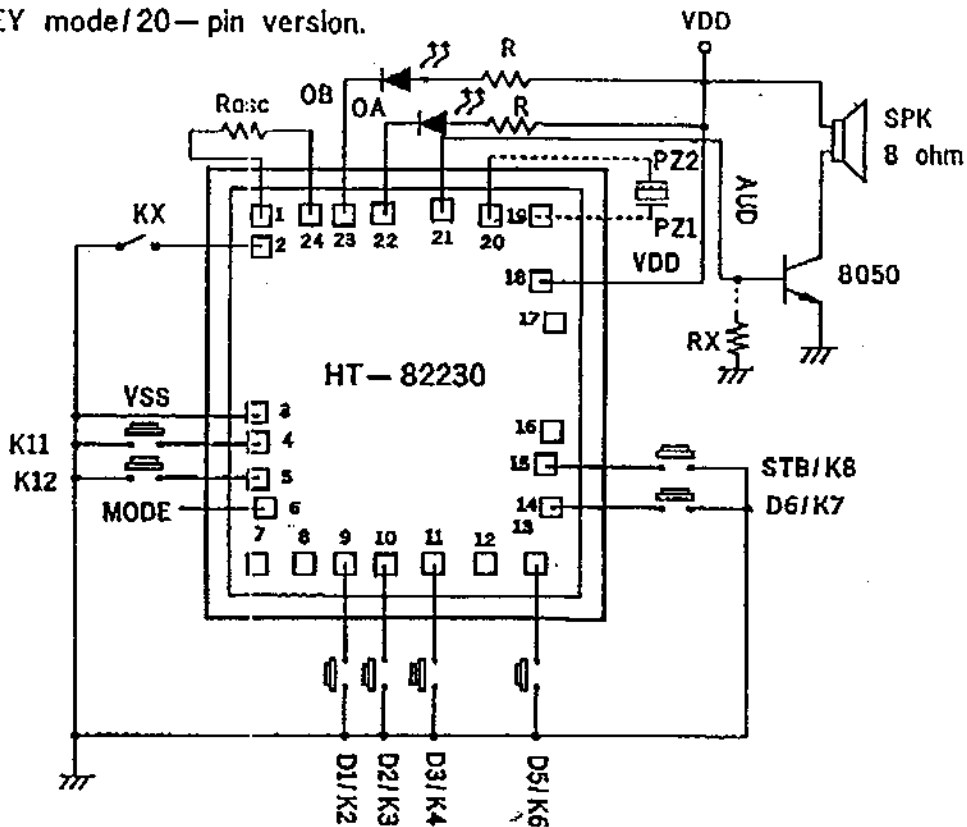 EY mode/20-pin version.
VDD
R
OB
OA
R
Rosc
SPK
8 ohm
PZ2
KX
1
24
23
22
21
20
19
PZ1
AUD
2
VDD
18
8050
17
RX
HT-82230
VSS
3
16
K11
4
15
STB/K8
K12
5
14
D6/K7
MODE
6
13
7
8
9
10
11
12
D1/K2
D2/K3
D3/K4
D5/K6